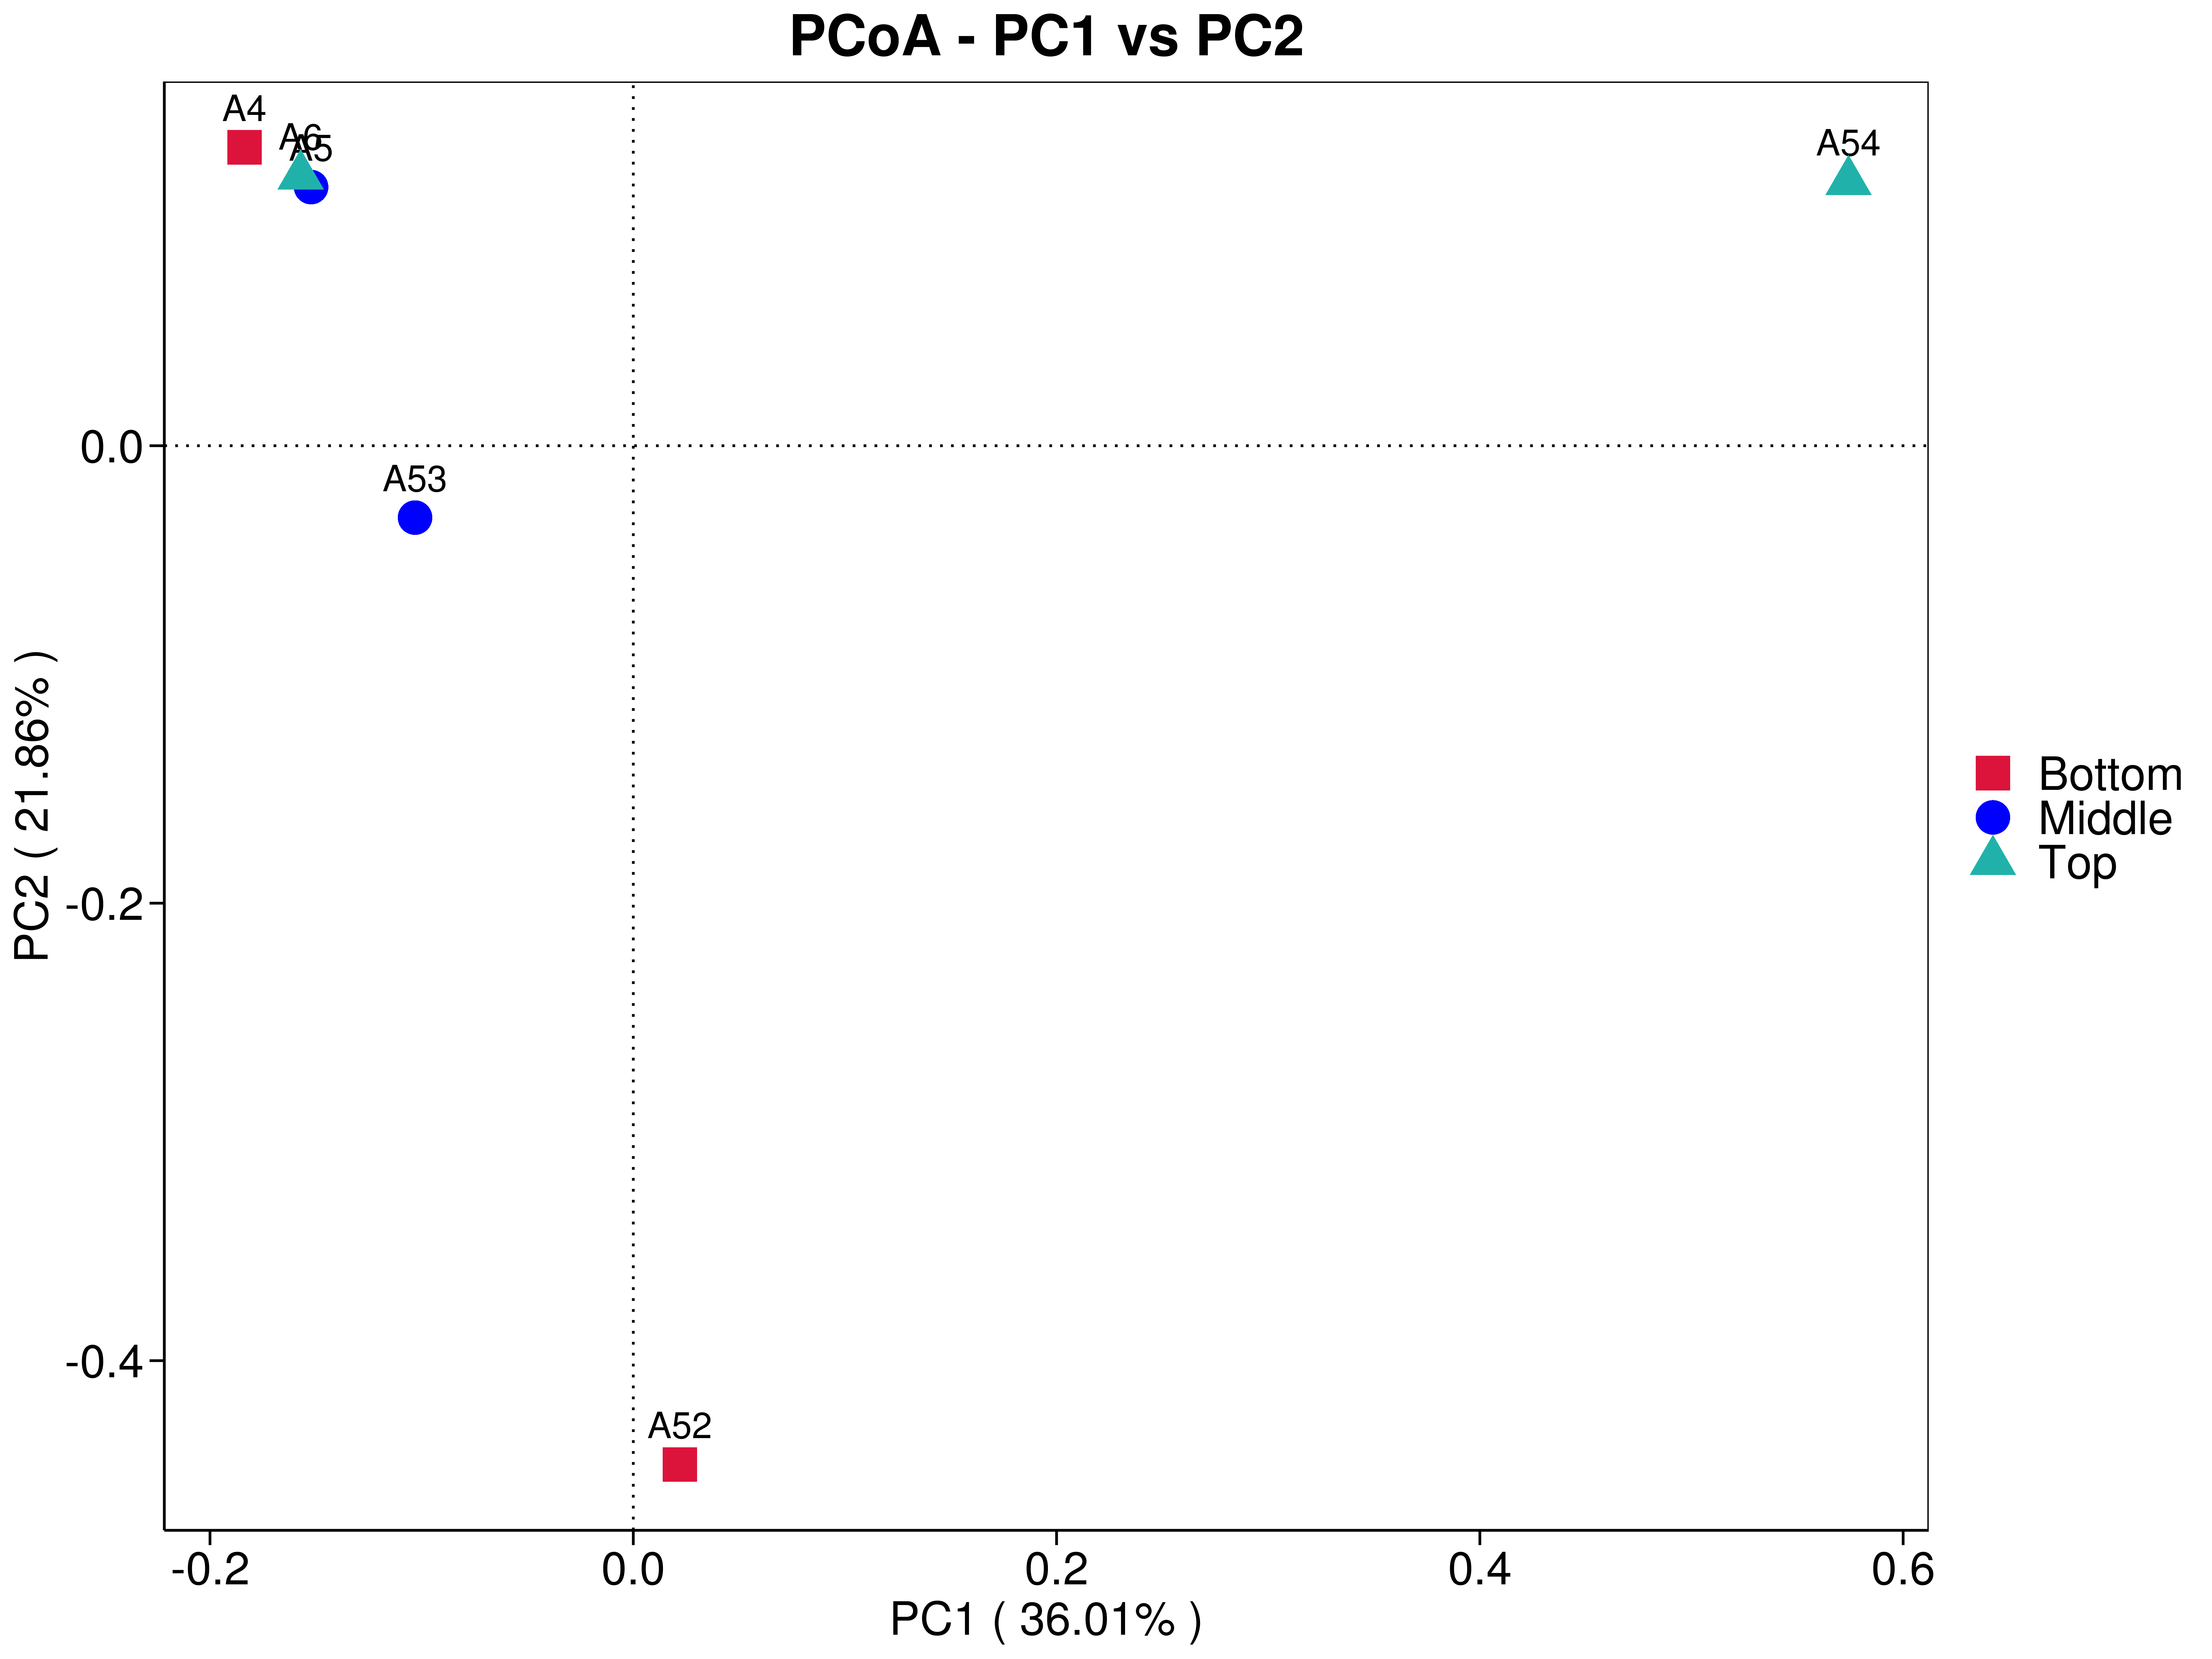 PCoA - PC1 vs PC2
A4
A6
A5
A54
0.0
A53
PC2 ( 21.86% )
-0.2
Bottom
Middle
Top
-0.4
A52
-0.2 0.0 0.2 0.4 0.6
PC1 ( 36.01% )